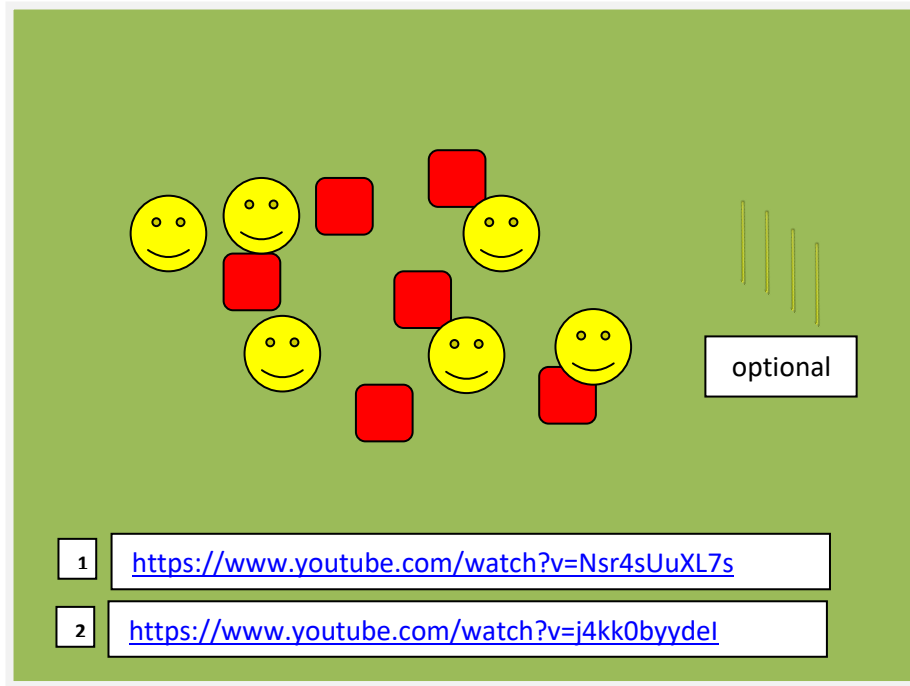 optional
1 https://www.youtube.com/watch?v=Nsr4sUuXL7s
2 https://www.youtube.com/watch?v=j4kk0byydeI